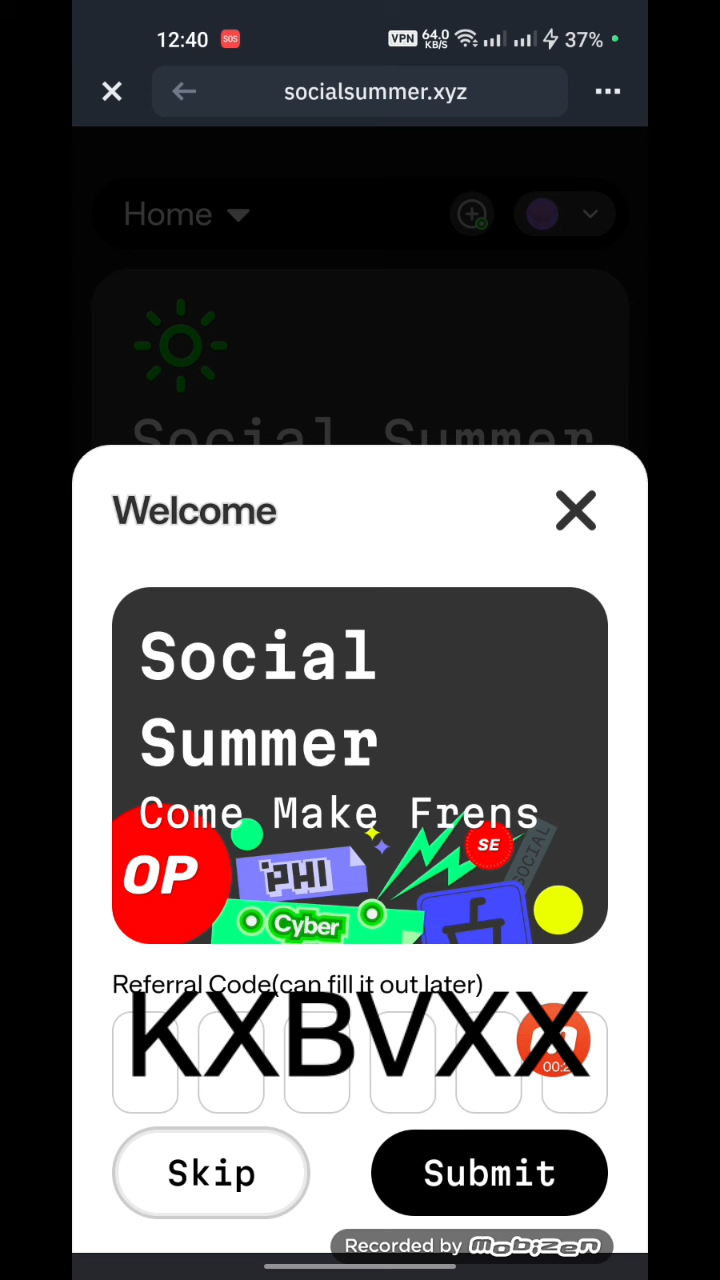 12:40 SOS VPN 64.0 KB/S 37%
socialsummer.xyz
Home
Social Summer
Welcome
Social
Summer
Come Make Frens
OP
SE
SOCIAL
PHI
Cyber
Referral Code(can fill it out later)
KXBVXX
Skip
Submit
Recorded by mobizen